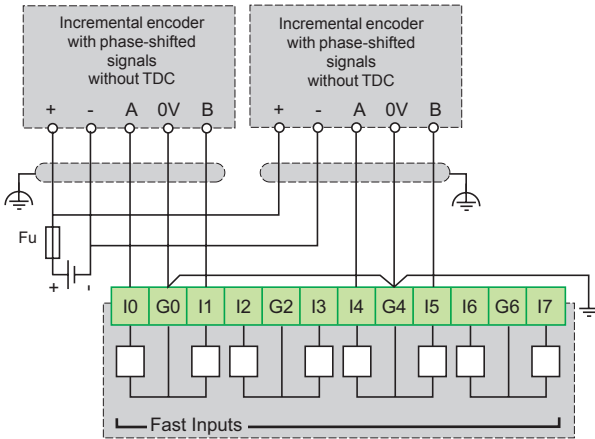 Incremental encoder
with phase-shifted
signals
without TDC
+ - A 0V B
Incremental encoder
with phase-shifted
signals
without TDC
+ - A 0V B
Fu
+ -
I0 G0 I1 I2 G2 I3 I4 G4 I5 I6 G6 I7
Fast Inputs